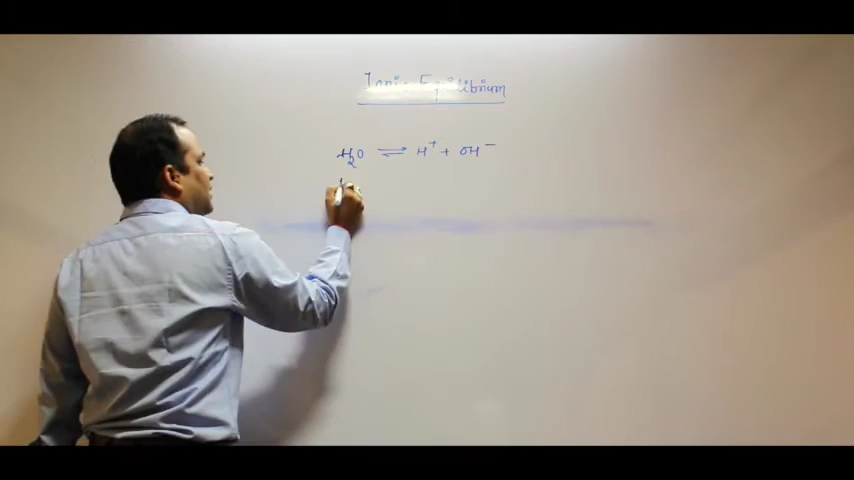 Ionic Equilibrium
H₂O ⇌ H⁺ + OH⁻